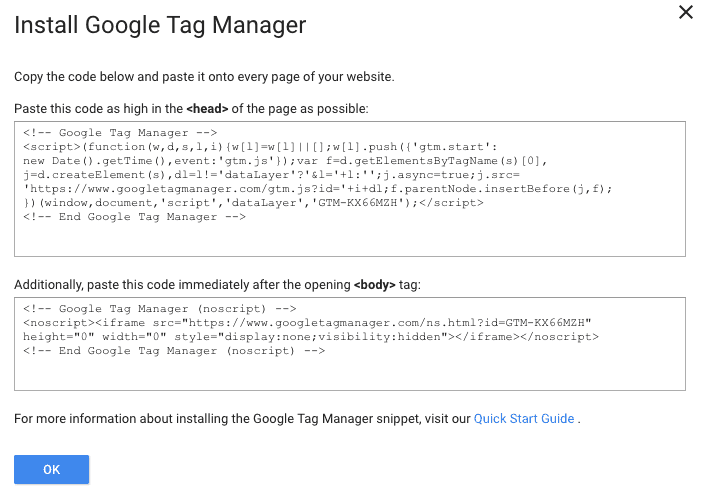 Install Google Tag Manager
Copy the code below and paste it onto every page of your website.
Paste this code as high in the <head> of the page as possible:
<!-- Google Tag Manager -->
<script>(function(w,d,s,l,i){w[l]=w[l]||[];w[l].push({'gtm.start':
new Date().getTime(),event:'gtm.js'});var f=d.getElementsByTagName(s)[0],
j=d.createElement(s),dl=l!='dataLayer'?'&l='+l:'';j.async=true;j.src=
'https://www.googletagmanager.com/gtm.js?id='+i+dl;f.parentNode.insertBefore(j,f);
})(window,document,'script','dataLayer','GTM-KX66MZH');</script>
<!-- End Google Tag Manager -->
Additionally, paste this code immediately after the opening <body> tag:
<!-- Google Tag Manager (noscript) -->
<noscript><iframe src="https://www.googletagmanager.com/ns.html?id=GTM-KX66MZH"
height="0" width="0" style="display:none;visibility:hidden"></iframe></noscript>
<!-- End Google Tag Manager (noscript) -->
For more information about installing the Google Tag Manager snippet, visit our Quick Start Guide .
OK